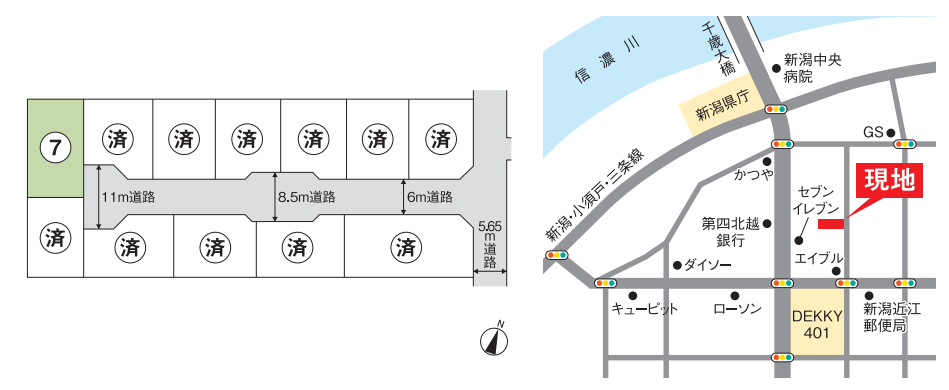 済
済
済
済
済
済
7
11m道路
8.5m道路
6m道路
済
済
済
済
済
5.65
m
道
路
N
信濃川
千歳大橋
新潟中央
病院
新潟県庁
GS
新潟・小須戸・三条線
かつや
現地
セブン
イレブン
第四北越
銀行
ダイソー
エイブル
キューピット
ローソン
DEKKY
401
新潟近江
郵便局